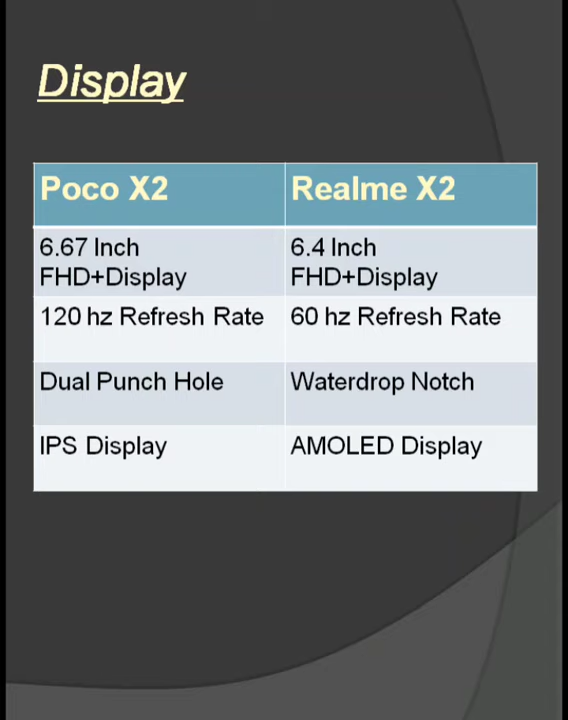 Display
Poco X2
Realme X2
6.67 Inch
FHD+Display
6.4 Inch
FHD+Display
120 hz Refresh Rate
60 hz Refresh Rate
Dual Punch Hole
Waterdrop Notch
IPS Display
AMOLED Display